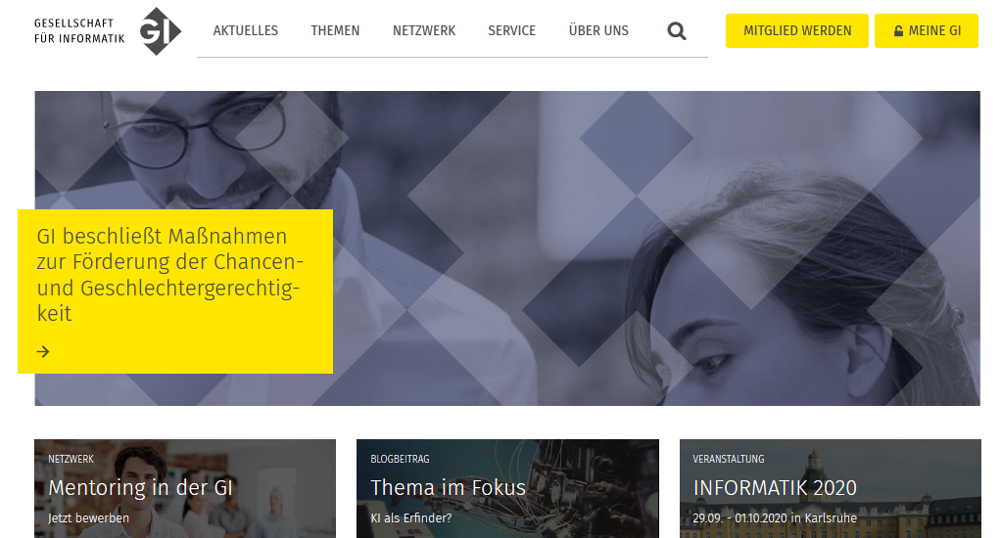 GESELLSCHAFT
FÜR INFORMATIK
GI
AKTUELLES THEMEN NETZWERK SERVICE ÜBER UNS
MITGLIED WERDEN
MEINE GI
GI beschließt Maßnahmen
zur Förderung der Chancen-
und Geschlechtergerechtig-
keit
NETZWERK
Mentoring in der GI
Jetzt bewerben
BLOGBEITRAG
Thema im Fokus
KI als Erfinder?
VERANSTALTUNG
INFORMATIK 2020
29.09. - 01.10.2020 in Karlsruhe